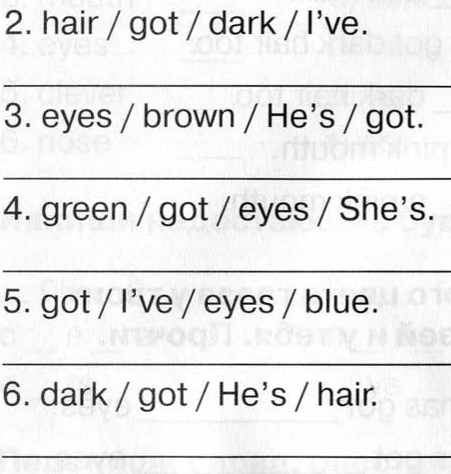 2. hair / got / dark / I've.
3. eyes / brown / He's / got.
4. green / got / eyes / She's.
5. got / I've / eyes / blue.
6. dark / got / He's / hair.